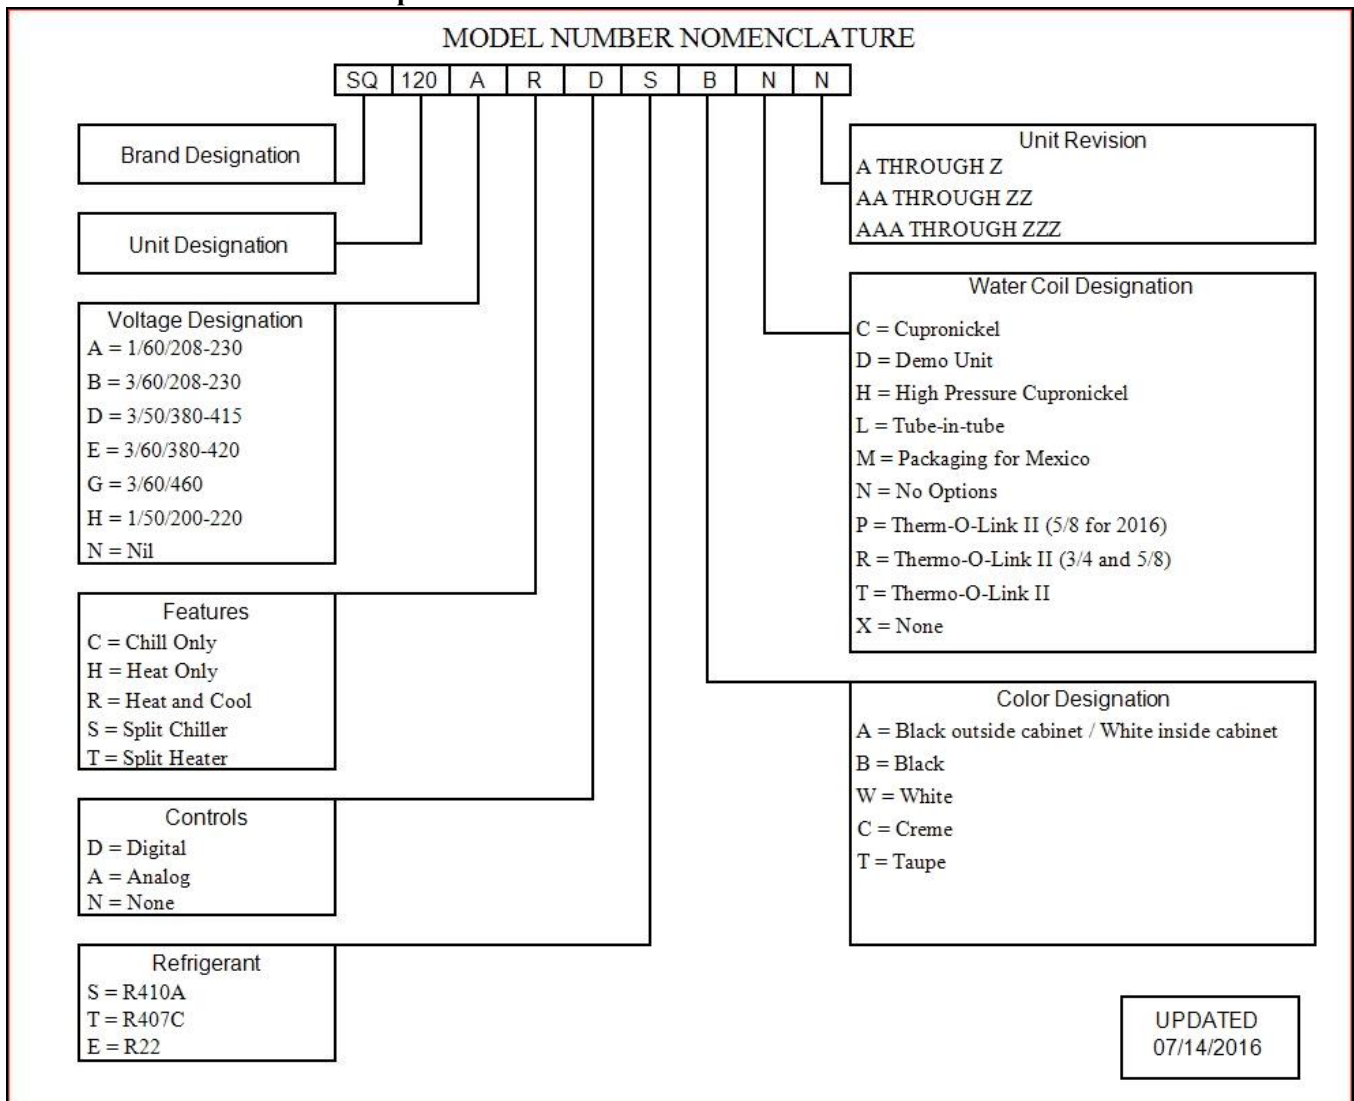 MODEL NUMBER NOMENCLATURE
SQ 120 A R D S B N N
Brand Designation
Unit Designation
Voltage Designation
A = 1/60/208-230
B = 3/60/208-230
D = 3/50/380-415
E = 3/60/380-420
G = 3/60/460
H = 1/50/200-220
N = Nil
Features
C = Chill Only
H = Heat Only
R = Heat and Cool
S = Split Chiller
T = Split Heater
Controls
D = Digital
A = Analog
N = None
Refrigerant
S = R410A
T = R407C
E = R22
Unit Revision
A THROUGH Z
AA THROUGH ZZ
AAA THROUGH ZZZ
Water Coil Designation
C = Cupronickel
D = Demo Unit
H = High Pressure Cupronickel
L = Tube-in-tube
M = Packaging for Mexico
N = No Options
P = Therm-O-Link II (5/8 for 2016)
R = Thermo-O-Link II (3/4 and 5/8)
T = Thermo-O-Link II
X = None
Color Designation
A = Black outside cabinet / White inside cabinet
B = Black
W = White
C = Creme
T = Taupe
UPDATED
07/14/2016